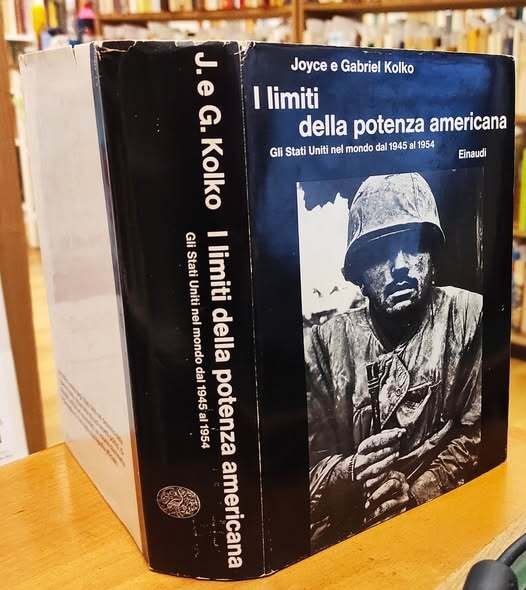 Joyce e Gabriel Kolko
I limiti
della potenza americana
Gli Stati Uniti nel mondo dal 1945 al 1954
Einaudi
J. e G. Kolko I limiti della potenza americana
Gli Stati Uniti nel mondo dal 1945 al 1954